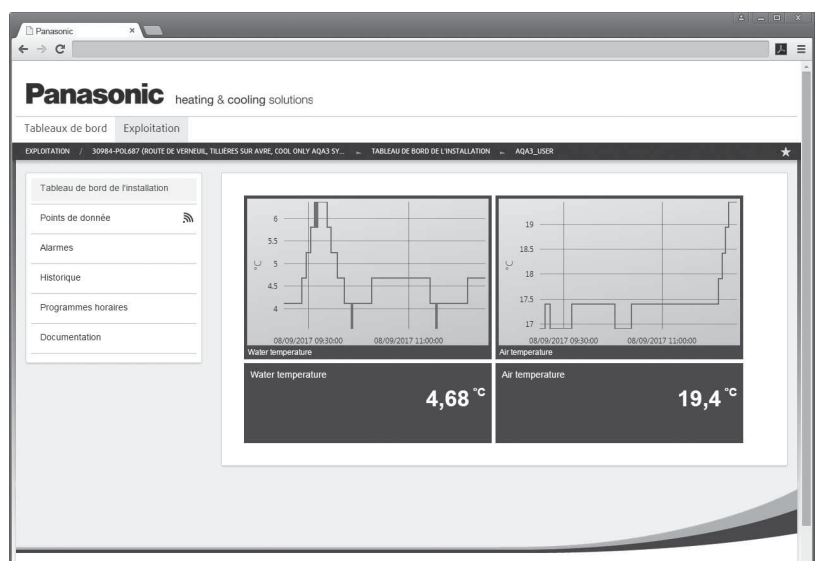 Panasonic
Panasonic heating & cooling solutions
Tableaux de bord Exploitation
EXPLOITATION / 30984-POL687 (ROUTE DE VERNEUIL, TILLIÈRES SUR AVRE, COOL ONLY AQA3 SY... TABLEAU DE BORD DE L'INSTALLATION AQA3_USER
Tableau de bord de l'installation
Points de donnée
Alarmes
Historique
Programmes horaires
Documentation
6
5.5
5
4.5
4
°C
08/09/2017 09:30:00 08/09/2017 11:00:00
Water temperature
19
18.5
18
17.5
17
°C
08/09/2017 09:30:00 08/09/2017 11:00:00
Air temperature
Water temperature
4,68 °C
Air temperature
19,4 °C